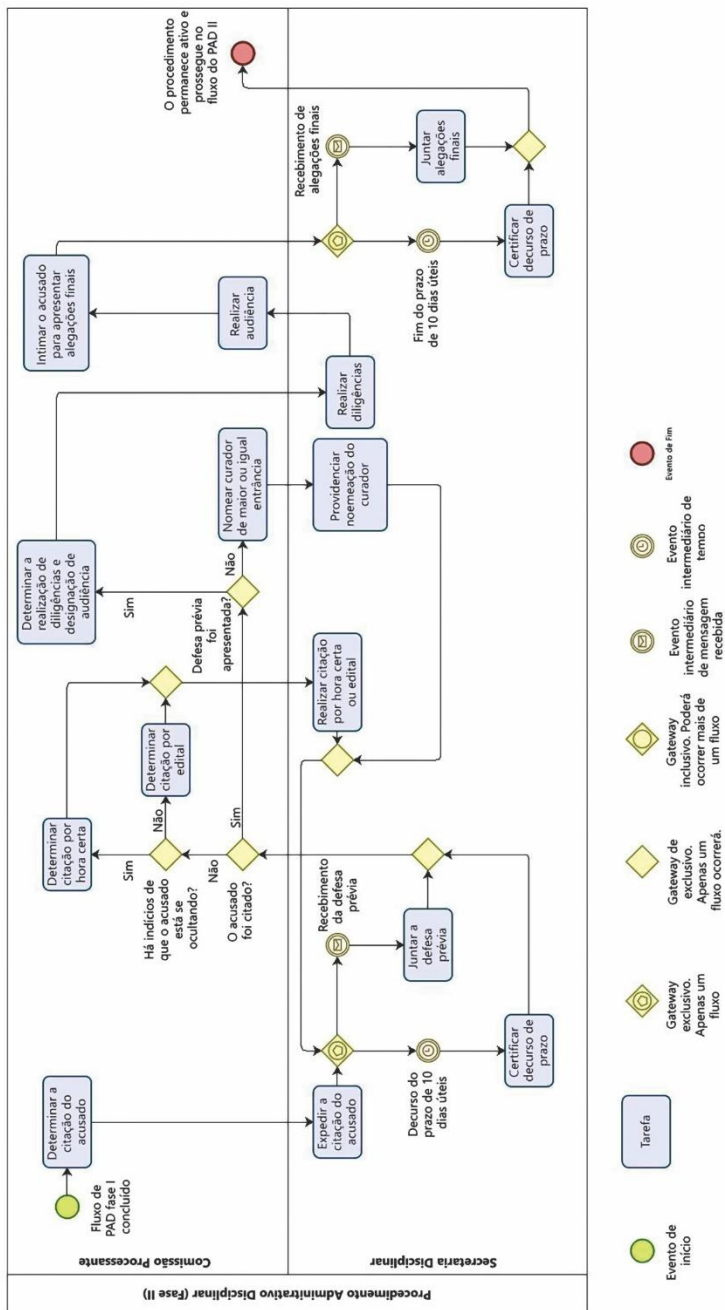 Procedimento Admintrativo Disciplinar (Fase II)
Comissão Processante
Fluxo de
PAD fase I
concluído
Determinar a
citação do
acusado
Determinar
citação por
hora certa
Sim
Há indícios de
que o acusado
está se
ocultando?
Não
Determinar
citação por
edital
Não
O acusado
foi citado?
Sim
Determinar a
realização de
diligências e
designação de
audiência
Sim
Defesa prévia
foi
apresentada?
Não
Nomear curador
de maior ou igual
entrância
Intimar o acusado
para apresentar
alegações finais
Realizar
audiência
O procedimento
permanece ativo e
prossegue no
fluxo do PAD II
Secretaria Disciplinar
Expedir a
citação do
acusado
Recebimento
da defesa
prévia
Juntar a
defesa
prévia
Decurso do
prazo de 10
dias úteis
Certificar
decurso de
prazo
Realizar citação
por hora certa
ou edital
Providenciar
noemeação do
curador
Realizar
diligências
Recebimento de
alegações finais
Juntar
alegações
finais
Fim do prazo
de 10 dias úteis
Certificar
decurso de
prazo
Evento de
início
Tarefa
Gateway
exclusivo.
Apenas um
fluxo
Gateway de
exclusive.
Apenas um
fluxo ocorrerá.
Gateway
inclusivo. Poderá
ocorrer mais de
um fluxo
Evento
intermediário
de mensagem
recebida
Evento
intermediário de
tempo
Evento de Fim